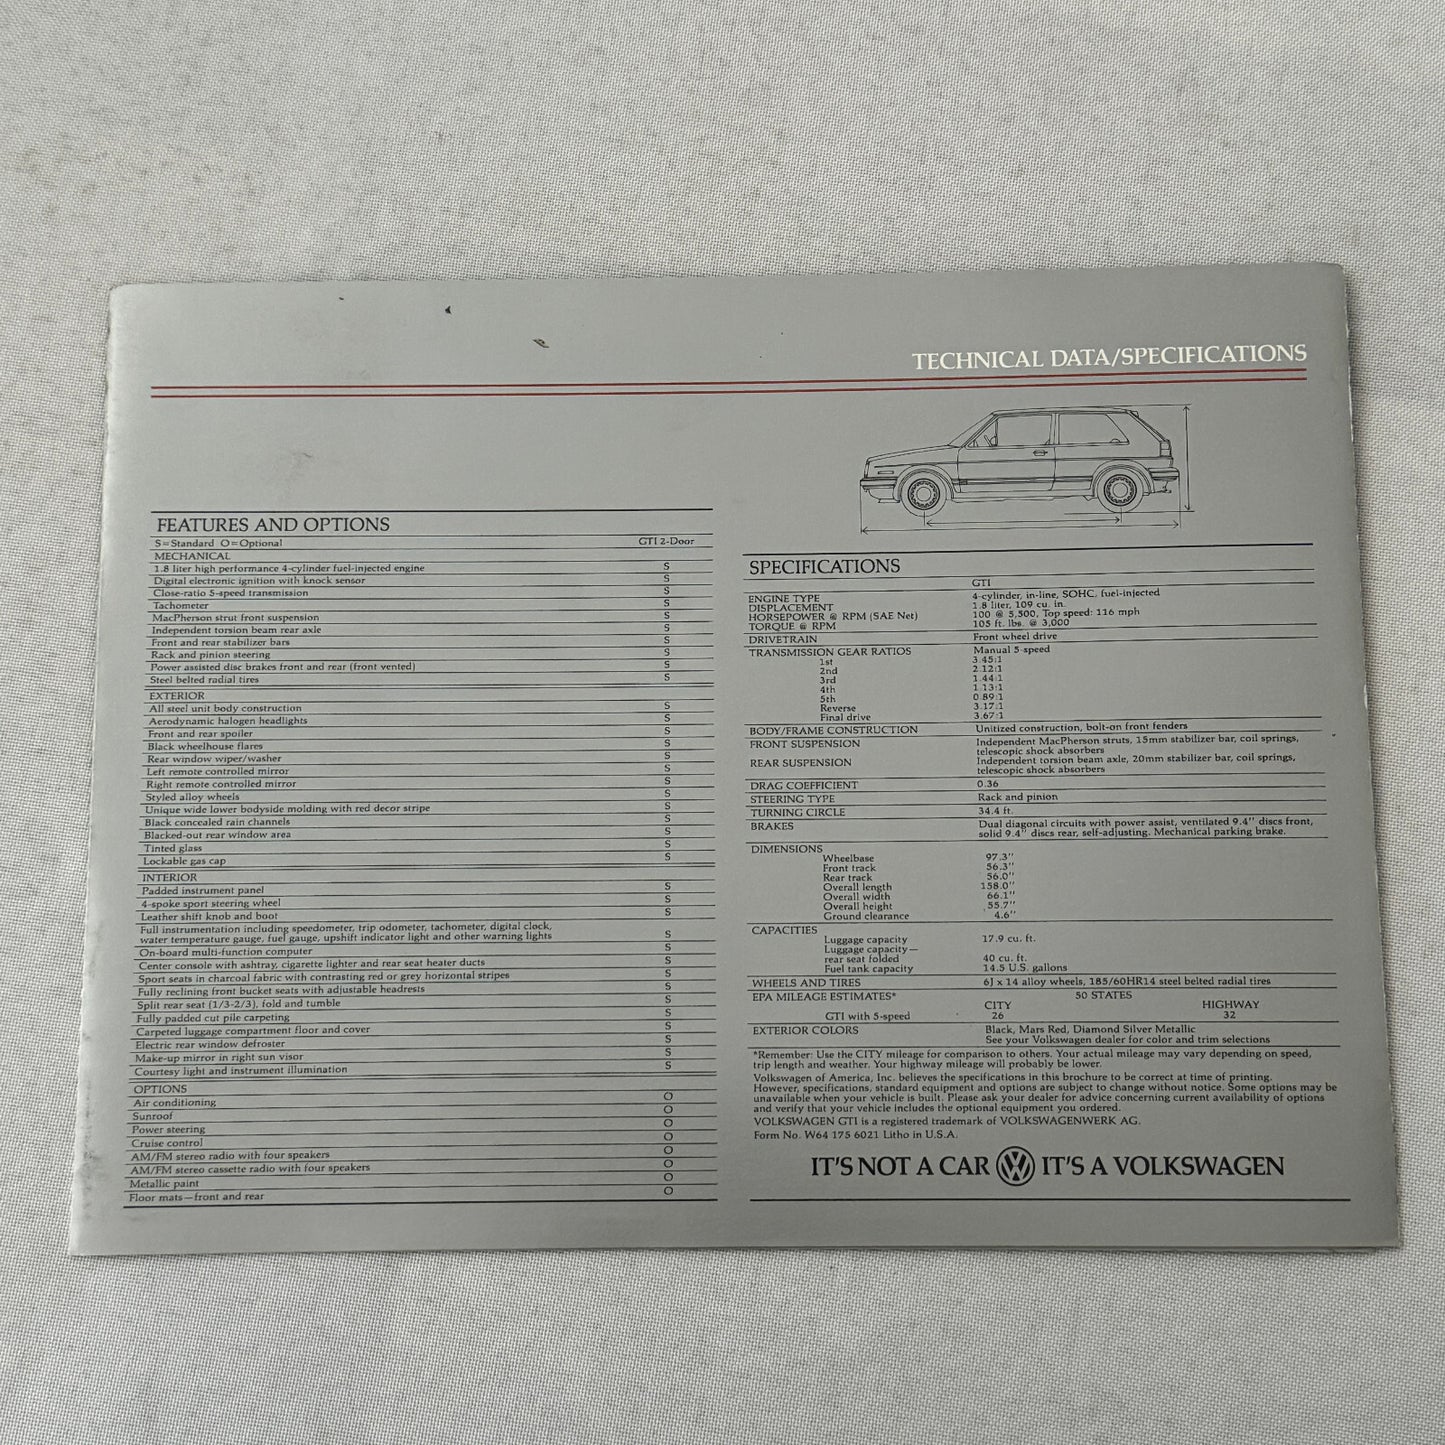 TECHNICAL DATA/SPECIFICATIONS
FEATURES AND OPTIONS
S=Standard O=Optional GTI 2-Door
MECHANICAL
1.8 liter high performance 4-cylinder fuel-injected engine S
Digital electronic ignition with knock sensor S
Close-ratio 5-speed transmission S
Tachometer S
MacPherson strut front suspension S
Independent torsion beam rear axle S
Front and rear stabilizer bars S
Rack and pinion steering S
Power assisted disc brakes front and rear (front vented) S
Steel belted radial tires S
EXTERIOR
All steel unit body construction S
Aerodynamic halogen headlights S
Front and rear spoiler S
Black wheelhouse flares S
Rear window wiper/washer S
Left remote controlled mirror S
Right remote controlled mirror S
Styled alloy wheels S
Unique wide lower bodyside molding with red decor stripe S
Black concealed rain channels S
Blacked-out rear window area S
Tinted glass S
Lockable gas cap S
INTERIOR
Padded instrument panel S
4-spoke sport steering wheel S
Leather shift knob and boot S
Full instrumentation including speedometer, trip odometer, tachometer, digital clock,
water temperature gauge, fuel gauge, upshift indicator light and other warning lights S
On-board multi-function computer S
Center console with ashtray, cigarette lighter and rear seat heater ducts S
Sport seats in charcoal fabric with contrasting red or grey horizontal stripes S
Fully reclining front bucket seats with adjustable headrests S
Split rear seat (1/3-2/3), fold and tumble S
Fully padded cut pile carpeting S
Carpeted luggage compartment floor and cover S
Electric rear window defroster S
Make-up mirror in right sun visor S
Courtesy light and instrument illumination S
OPTIONS
Air conditioning O
Sunroof O
Power steering O
Cruise control O
AM/FM stereo radio with four speakers O
AM/FM stereo cassette radio with four speakers O
Metallic paint O
Floor mats—front and rear O
SPECIFICATIONS
GTI
ENGINE TYPE 4-cylinder, in-line, SOHC, fuel-injected
DISPLACEMENT 1.8 liter, 109 cu. in.
HORSEPOWER @ RPM (SAE Net) 100 @ 5,500, Top speed: 116 mph
TORQUE @ RPM 105 ft. lbs. @ 3,000
DRIVETRAIN Front wheel drive
TRANSMISSION GEAR RATIOS Manual 5-speed
1st 3.45:1
2nd 2.12:1
3rd 1.44:1
4th 1.13:1
5th 0.89:1
Reverse 3.17:1
Final drive 3.67:1
BODY/FRAME CONSTRUCTION Unitized construction, bolt-on front fenders
FRONT SUSPENSION Independent MacPherson struts, 15mm stabilizer bar, coil springs,
telescopic shock absorbers
REAR SUSPENSION Independent torsion beam axle, 20mm stabilizer bar, coil springs,
telescopic shock absorbers
DRAG COEFFICIENT 0.36
STEERING TYPE Rack and pinion
TURNING CIRCLE 34.4 ft.
BRAKES Dual diagonal circuits with power assist, ventilated 9.4" discs front,
solid 9.4" discs rear, self-adjusting. Mechanical parking brake.
DIMENSIONS
Wheelbase 97.3"
Front track 56.3"
Rear track 56.0"
Overall length 158.0"
Overall width 66.1"
Overall height 55.7"
Ground clearance 4.6"
CAPACITIES
Luggage capacity 17.9 cu. ft.
Luggage capacity—
rear seat folded 40 cu. ft.
Fuel tank capacity 14.5 U.S. gallons
WHEELS AND TIRES 6J x 14 alloy wheels, 185/60HR14 steel belted radial tires
EPA MILEAGE ESTIMATES* 50 STATES
CITY HIGHWAY
GTI with 5-speed 26 32
EXTERIOR COLORS Black, Mars Red, Diamond Silver Metallic
See your Volkswagen dealer for color and trim selections
*Remember: Use the CITY mileage for comparison to others. Your actual mileage may vary depending on speed,
trip length and weather. Your highway mileage will probably be lower.
Volkswagen of America, Inc. believes the specifications in this brochure to be correct at time of printing.
However, specifications, standard equipment and options are subject to change without notice. Some options may be
unavailable when your vehicle is built. Please ask your dealer for advice concerning current availability of options
and verify that your vehicle includes the optional equipment you ordered.
VOLKSWAGEN GTI is a registered trademark of VOLKSWAGENWERK AG.
Form No. W64 175 6021 Litho in U.S.A.
IT'S NOT A CAR VW IT'S A VOLKSWAGEN